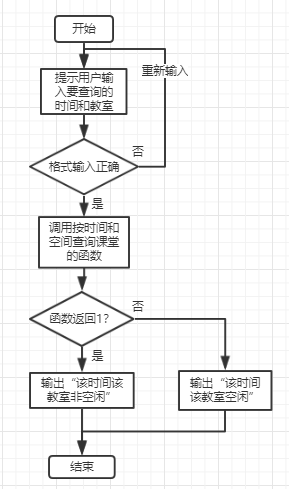 开始
重新输入
提示用户输
入要查询的
时间和教室
否
格式输入正确
是
调用按时间和
空间查询课堂
的函数
否
函数返回1?
是
输出“该时间该
教室非空闲”
输出“该时间
该教室空闲”
结束